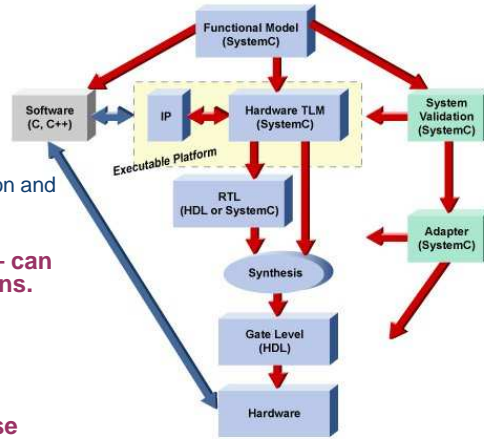 Functional Model
(SystemC)
Software
(C, C++)
IP
Hardware TLM
(SystemC)
System
Validation
(SystemC)
Executable Platform
on and
RTL
(HDL or SystemC)
Adapter
(SystemC)
- can
ns.
Synthesis
Gate Level
(HDL)
Hardware
se